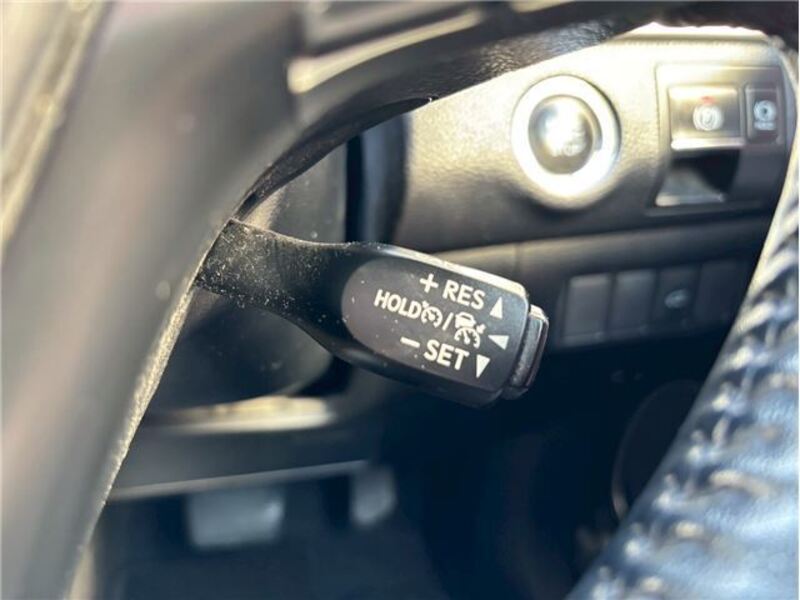 + RES
HOLD /
− SET